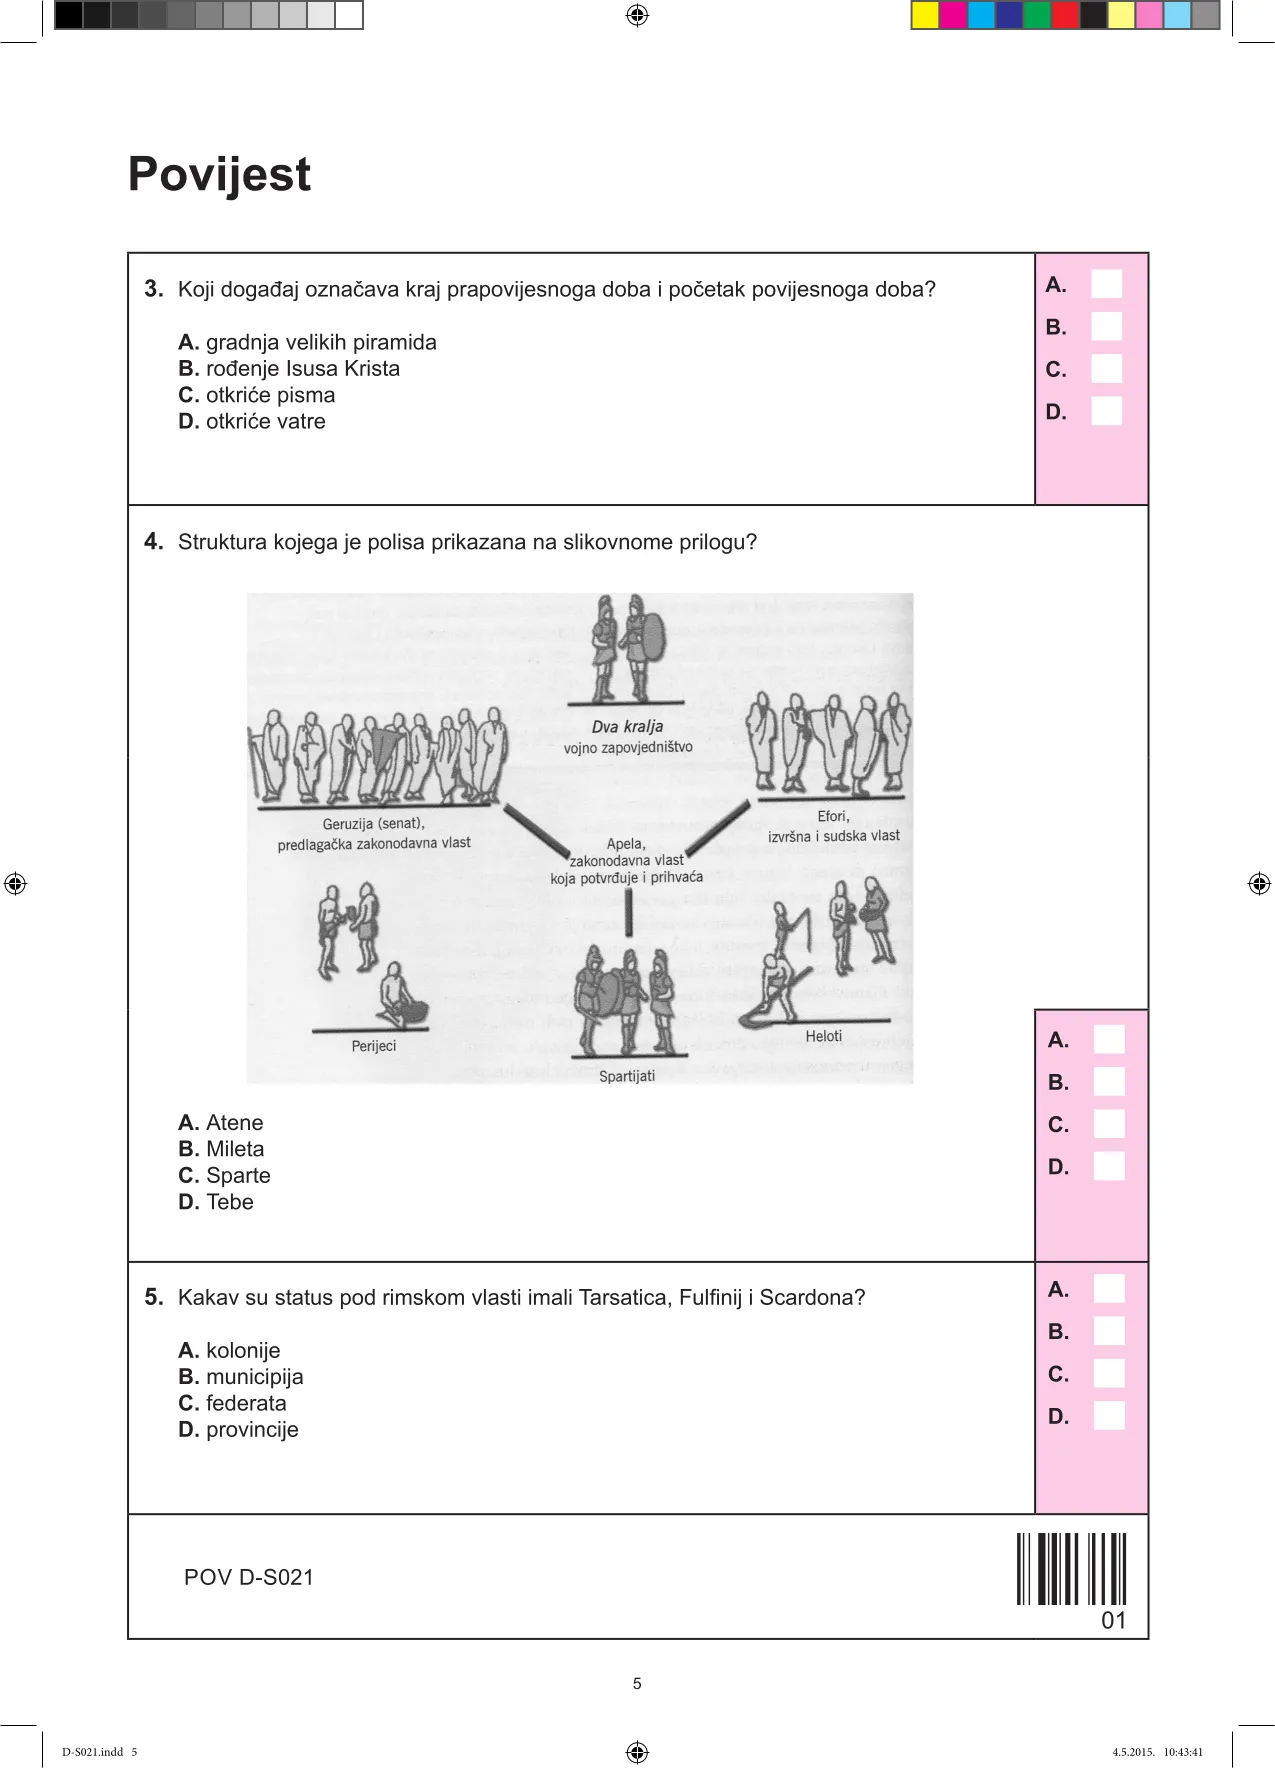 Povijest
3. Koji događaj označava kraj prapovijesnoga doba i početak povijesnoga doba?
A. gradnja velikih piramida
B. rođenje Isusa Krista
C. otkriće pisma
D. otkriće vatre
A.
B.
C.
D.
4. Struktura kojega je polisa prikazana na slikovnome prilogu?
Dva kralja
vojno zapovjedništvo
Geruzija (senat),
predlagačka zakonodavna vlast
Efori,
izvršna i sudska vlast
Apela,
zakonodavna vlast
koja potvrđuje i prihvaća
Perijeci
Spartijati
Heloti
A. Atene
B. Mileta
C. Sparte
D. Tebe
A.
B.
C.
D.
5. Kakav su status pod rimskom vlasti imali Tarsatica, Fulfinij i Scardona?
A. kolonije
B. municipija
C. federata
D. provincije
A.
B.
C.
D.
POV D-S021
01
5
D-S021.indd 5
4.5.2015. 10:43:41